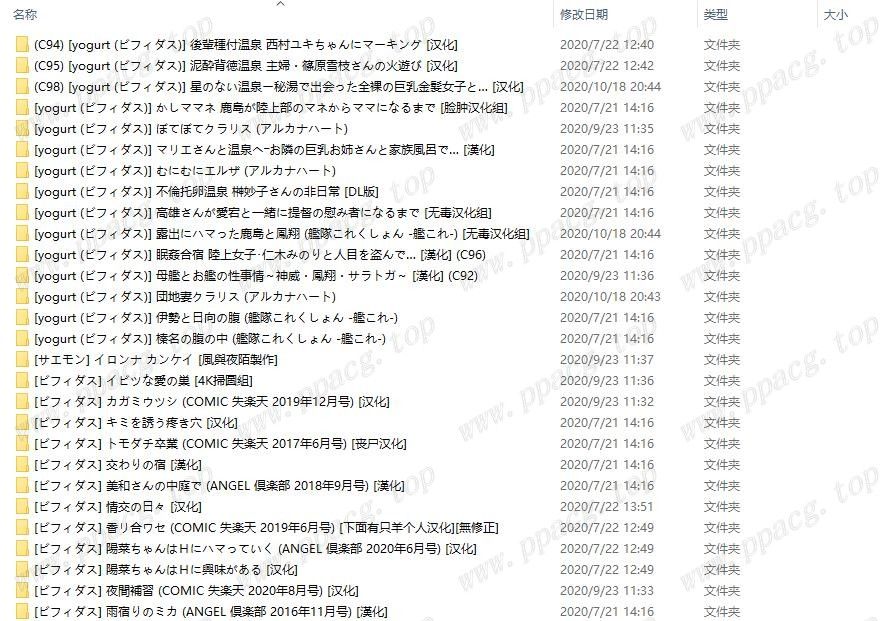 名称 修改日期 类型 大小
(C94) [yogurt (ビフィダス)] 後輩種付温泉 西村ユキちゃんにマーキング [汉化] 2020/7/22 12:40 文件夹
(C95) [yogurt (ビフィダス)] 泥酔背徳温泉 主婦・篠原雪枝さんの火遊び [汉化] 2020/7/22 12:42 文件夹
(C98) [yogurt (ビフィダス)] 星のない温泉ー秘湯で出会った全裸の巨乳金髪女子と... [汉化] 2020/10/18 20:44 文件夹
[yogurt (ビフィダス)] かしママネ 鹿島が陸上部のマネからママになるまで [脸肿汉化组] 2020/7/21 14:16 文件夹
[yogurt (ビフィダス)] ぼてぼてクラリス (アルカナハート) 2020/9/23 11:35 文件夹
[yogurt (ビフィダス)] マリエさんと温泉へ-お隣の巨乳お姉さんと家族風呂で... [漢化] 2020/7/21 14:16 文件夹
[yogurt (ビフィダス)] むにむにエルザ (アルカナハート) 2020/7/21 14:16 文件夹
[yogurt (ビフィダス)] 不倫托卵温泉 榊妙子さんの非日常 [DL版] 2020/7/21 14:16 文件夹
[yogurt (ビフィダス)] 高雄さんが愛宕と一緒に提督の慰み者になるまで [无毒汉化组] 2020/7/21 14:16 文件夹
[yogurt (ビフィダス)] 露出にハマった鹿島と鳳翔 (艦隊これくしょん -艦これ-) [无毒汉化组] 2020/10/18 20:44 文件夹
[yogurt (ビフィダス)] 眠姦合宿 陸上女子·仁木みのりと人目を盗んで... [漢化] (C96) 2020/7/21 14:16 文件夹
[yogurt (ビフィダス)] 母艦とお艦の性事情～神威・鳳翔・サラトガ～ [漢化] (C92) 2020/9/23 11:36 文件夹
[yogurt (ビフィダス)] 団地妻クラリス (アルカナハート) 2020/10/18 20:43 文件夹
[yogurt (ビフィダス)] 伊勢と日向の腹 (艦隊これくしょん -艦これ-) 2020/7/21 14:16 文件夹
[yogurt (ビフィダス)] 榛名の腹の中 (艦隊これくしょん -艦これ-) 2020/7/21 14:16 文件夹
[サエモン] イロンナ カンケイ [風與夜陌製作] 2020/9/23 11:37 文件夹
[ビフィダス] イビツな愛の巣 [4K掃圖組] 2020/9/23 11:36 文件夹
[ビフィダス] カガミウツシ (COMIC 失楽天 2019年12月号) [汉化] 2020/9/23 11:32 文件夹
[ビフィダス] キミを誘う疼き穴 [汉化] 2020/7/21 14:16 文件夹
[ビフィダス] トモダチ卒業 (COMIC 失楽天 2017年6月号) [丧尸汉化] 2020/7/21 14:16 文件夹
[ビフィダス] 交わりの宿 [漢化] 2020/7/21 14:16 文件夹
[ビフィダス] 美和さんの中庭で (ANGEL 倶楽部 2018年9月号) [漢化] 2020/7/21 14:16 文件夹
[ビフィダス] 情交の日々 [汉化] 2020/7/22 13:51 文件夹
[ビフィダス] 香り合ワセ (COMIC 失楽天 2019年6月号) [下面有只羊个人汉化][無修正] 2020/7/22 12:49 文件夹
[ビフィダス] 陽菜ちゃんはHにハマっていく (ANGEL 倶楽部 2020年6月号) [汉化] 2020/7/22 12:49 文件夹
[ビフィダス] 陽菜ちゃんはHに興味がある [汉化] 2020/7/22 12:49 文件夹
[ビフィダス] 夜間補習 (COMIC 失楽天 2020年8月号) [汉化] 2020/9/23 11:33 文件夹
[ビフィダス] 雨宿りのミカ (ANGEL 倶楽部 2016年11月号) [漢化] 2020/7/21 14:16 文件夹
www.ppacg.top